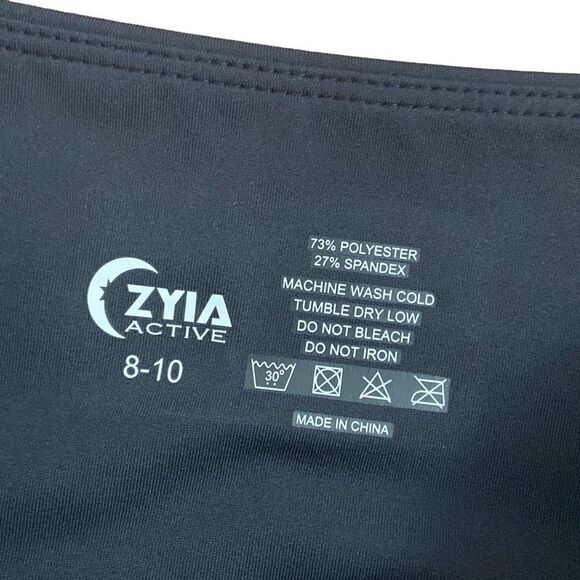 ZYIA
ACTIVE
8-10
73% POLYESTER
27% SPANDEX
MACHINE WASH COLD
TUMBLE DRY LOW
DO NOT BLEACH
DO NOT IRON
30°
MADE IN CHINA